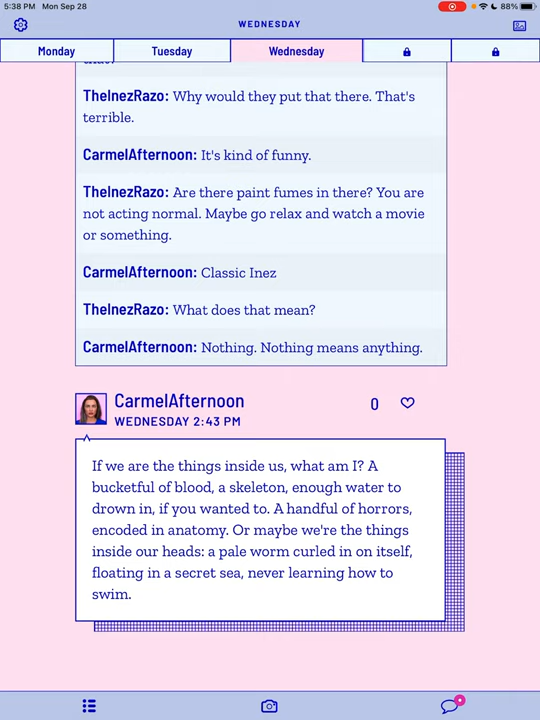 5:38 PM Mon Sep 28
88%
WEDNESDAY
Monday
Tuesday
Wednesday
TheInezRazo: Why would they put that there. That's
terrible.
CarmelAfternoon: It's kind of funny.
TheInezRazo: Are there paint fumes in there? You are
not acting normal. Maybe go relax and watch a movie
or something.
CarmelAfternoon: Classic Inez
TheInezRazo: What does that mean?
CarmelAfternoon: Nothing. Nothing means anything.
CarmelAfternoon
0
WEDNESDAY 2:43 PM
If we are the things inside us, what am I? A
bucketful of blood, a skeleton, enough water to
drown in, if you wanted to. A handful of horrors,
encoded in anatomy. Or maybe we're the things
inside our heads: a pale worm curled in on itself,
floating in a secret sea, never learning how to
swim.